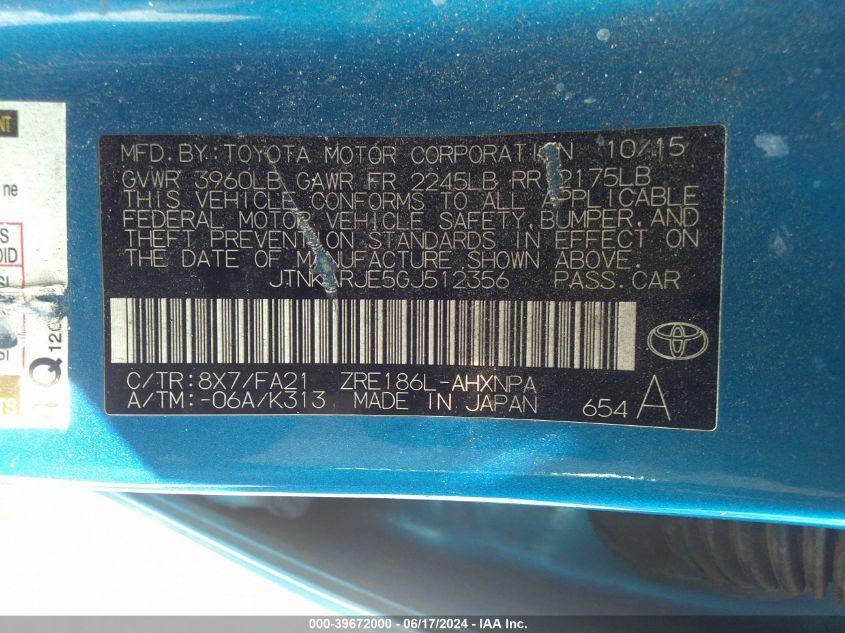 MFD. BY: TOYOTA MOTOR CORPORATION 10/15
GVWR 3960LB GAWR FR 2245LB RR 2175LB
THIS VEHICLE CONFORMS TO ALL APPLICABLE
FEDERAL MOTOR VEHICLE SAFETY, BUMPER, AND
THEFT PREVENTION STANDARDS IN EFFECT ON
THE DATE OF MANUFACTURE SHOWN ABOVE.
PASS.CAR
C/TR:8X7/FA21 ZRE186L-AHXNPA
A/TM:-06A/K313 MADE IN JAPAN 654 A
ne
OID
Q
000-39672000 - 06/17/2024 - IAA Inc.